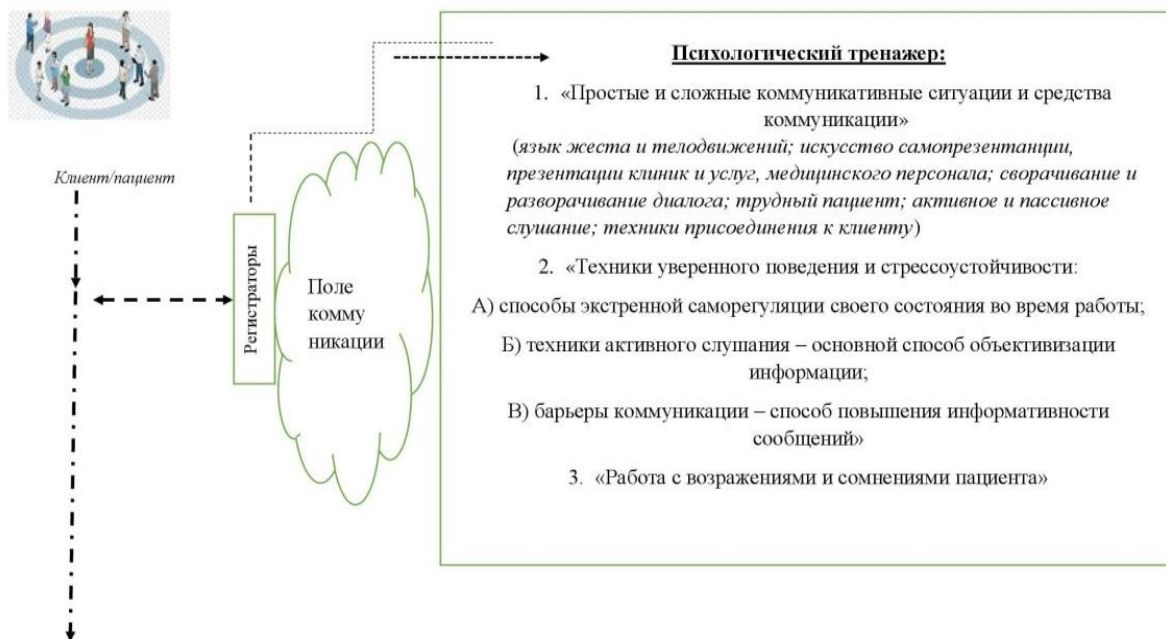 Психологический тренажер:
1. «Простые и сложные коммуникативные ситуации и средства
коммуникации»
(язык жеста и телодвижений; искусство самопрезентанции,
презентации клиник и услуг, медицинского персонала; сворачивание и
разворачивание диалога; трудный пациент; активное и пассивное
слушание; техники присоединения к клиенту)
2. «Техники уверенного поведения и стрессоустойчивости:
А) способы экстренной саморегуляции своего состояния во время работы;
Б) техники активного слушания – основной способ объективизации
информации;
В) барьеры коммуникации – способ повышения информативности
сообщений»
3. «Работа с возражениями и сомнениями пациента»
Клиент/пациент
Регистраторы
Поле
комму
никации